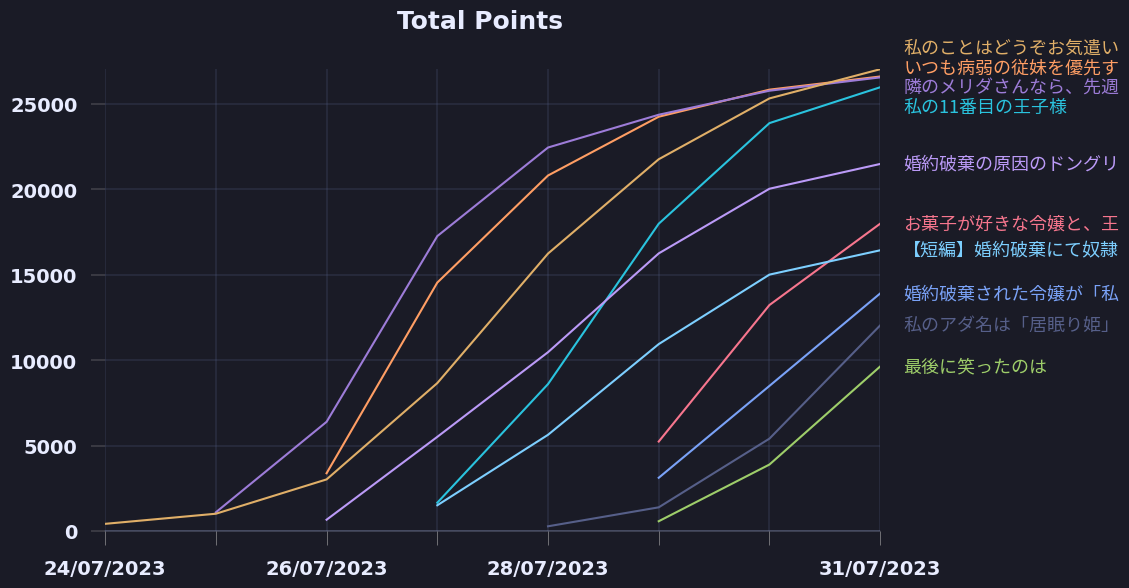 Total Points
私のことはどうぞお気遣い
いつも病弱の従妹を優先す
隣のメリダさんなら、先週
私の11番目の王子様
婚約破棄の原因のドングリ
お菓子が好きな令嬢と、王
【短編】婚約破棄にて奴隷
婚約破棄された令嬢が「私
私のアダ名は「居眠り姫」
最後に笑ったのは
25000
20000
15000
10000
5000
0
24/07/2023
26/07/2023
28/07/2023
31/07/2023